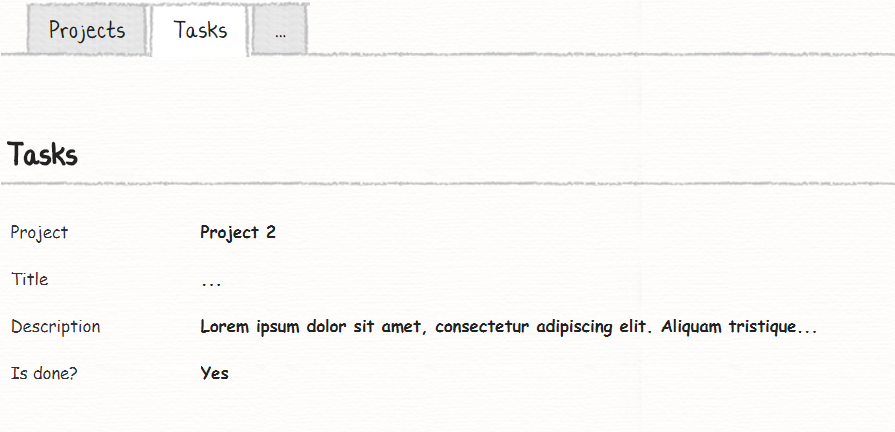 Projects Tasks ...
Tasks
Project Project 2
Title ...
Description Lorem ipsum dolor sit amet, consectetur adipiscing elit. Aliquam tristique...
Is done? Yes